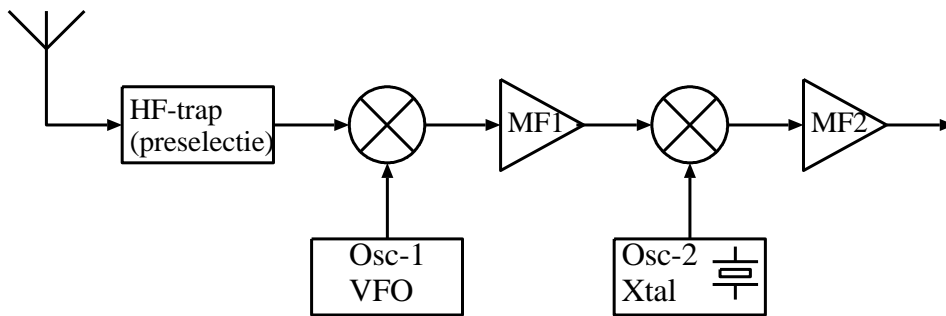 HF-trap
(preselectie)
MF1
MF2
Osc-1
VFO
Osc-2
Xtal